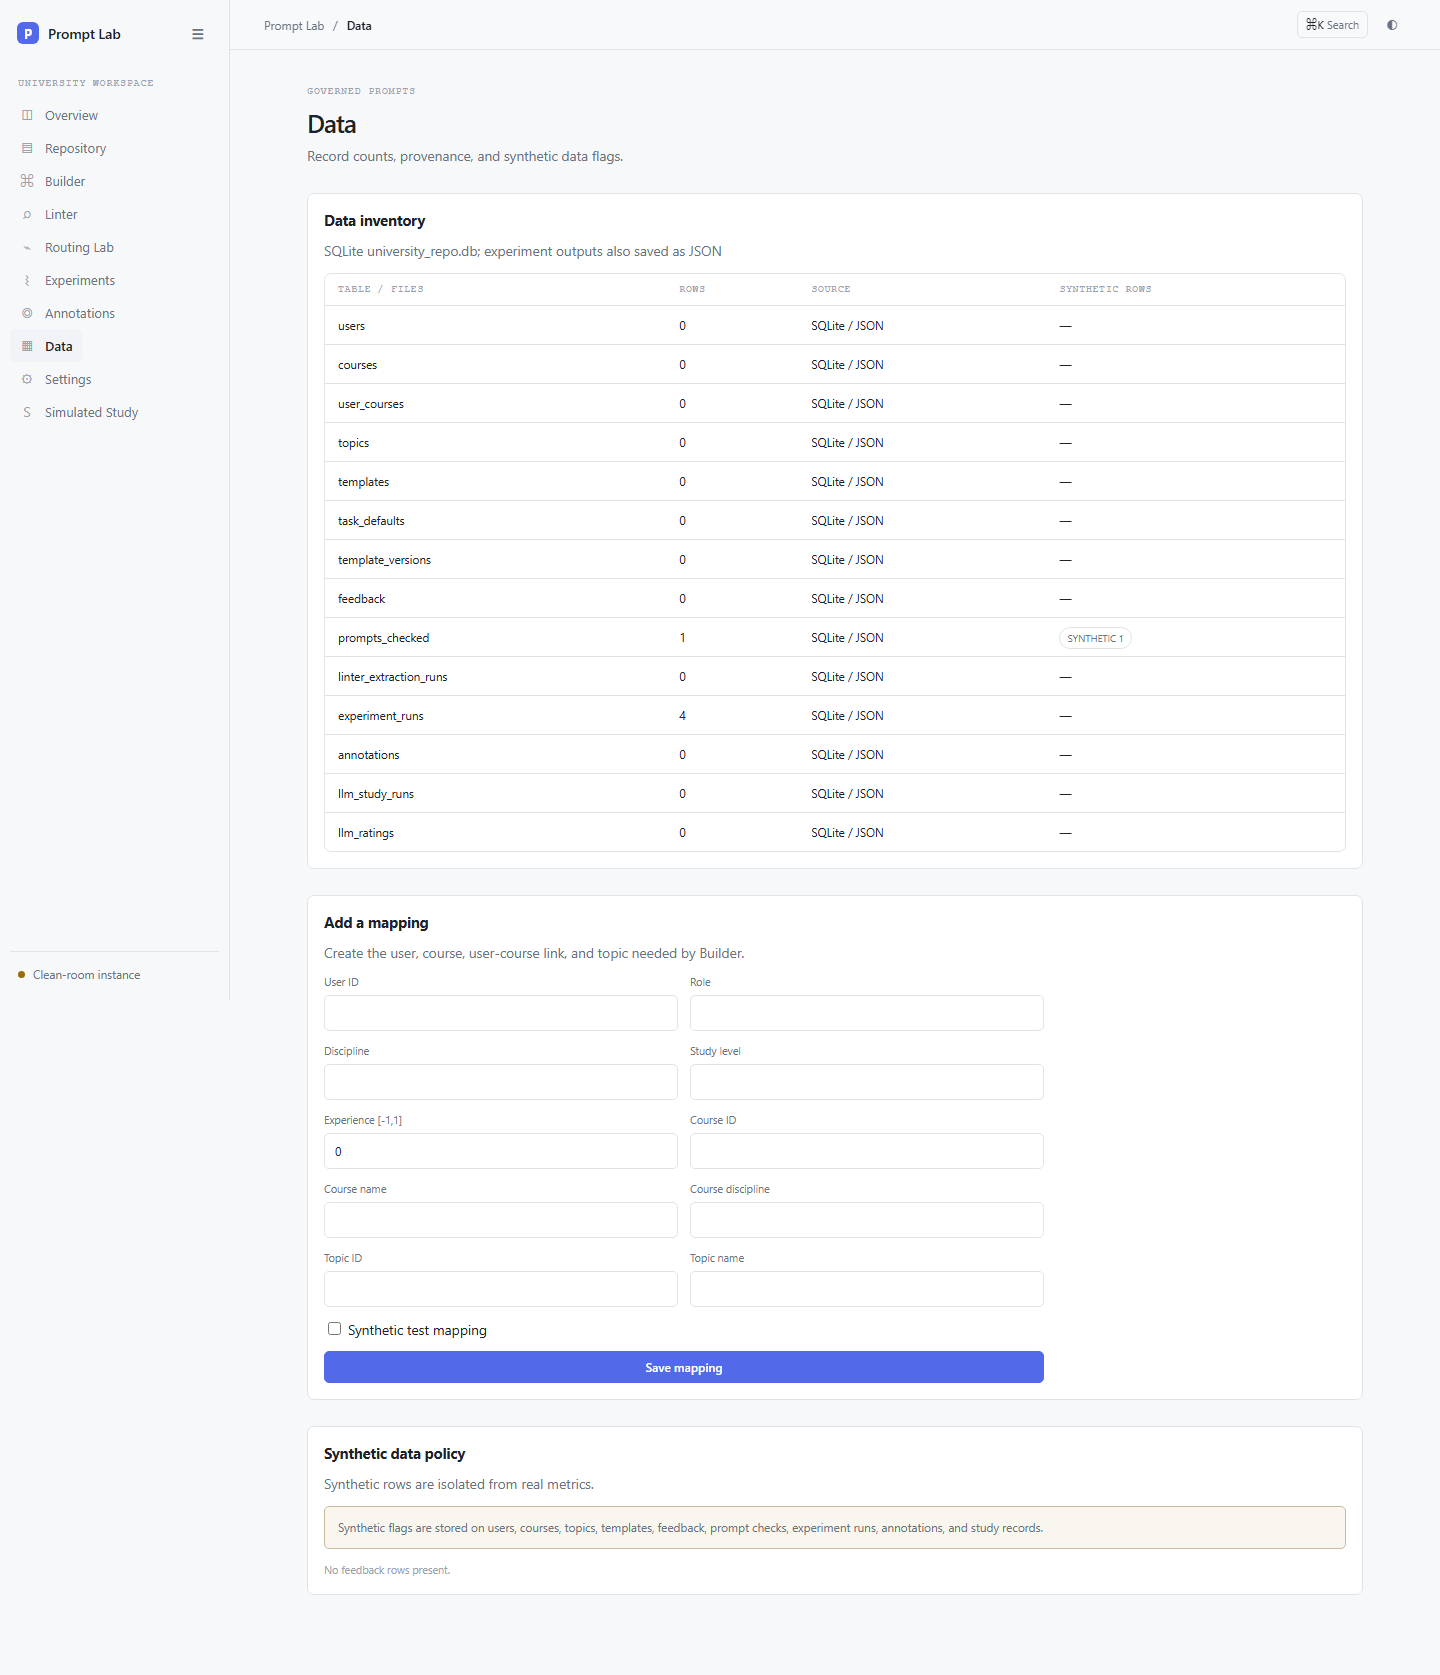 P Prompt Lab
UNIVERSITY WORKSPACE
Overview
Repository
Builder
Linter
Routing Lab
Experiments
Annotations
Data
Settings
S Simulated Study
Clean-room instance
Prompt Lab / Data
⌘K Search
GOVERNED PROMPTS
Data
Record counts, provenance, and synthetic data flags.
Data inventory
SQLite university_repo.db; experiment outputs also saved as JSON
TABLE / FILES ROWS SOURCE SYNTHETIC ROWS
users 0 SQLite / JSON —
courses 0 SQLite / JSON —
user_courses 0 SQLite / JSON —
topics 0 SQLite / JSON —
templates 0 SQLite / JSON —
task_defaults 0 SQLite / JSON —
template_versions 0 SQLite / JSON —
feedback 0 SQLite / JSON —
prompts_checked 1 SQLite / JSON SYNTHETIC 1
linter_extraction_runs 0 SQLite / JSON —
experiment_runs 4 SQLite / JSON —
annotations 0 SQLite / JSON —
llm_study_runs 0 SQLite / JSON —
llm_ratings 0 SQLite / JSON —
Add a mapping
Create the user, course, user-course link, and topic needed by Builder.
User ID Role
Discipline Study level
Experience [-1,1] Course ID
0
Course name Course discipline
Topic ID Topic name
Synthetic test mapping
Save mapping
Synthetic data policy
Synthetic rows are isolated from real metrics.
Synthetic flags are stored on users, courses, topics, templates, feedback, prompt checks, experiment runs, annotations, and study records.
No feedback rows present.